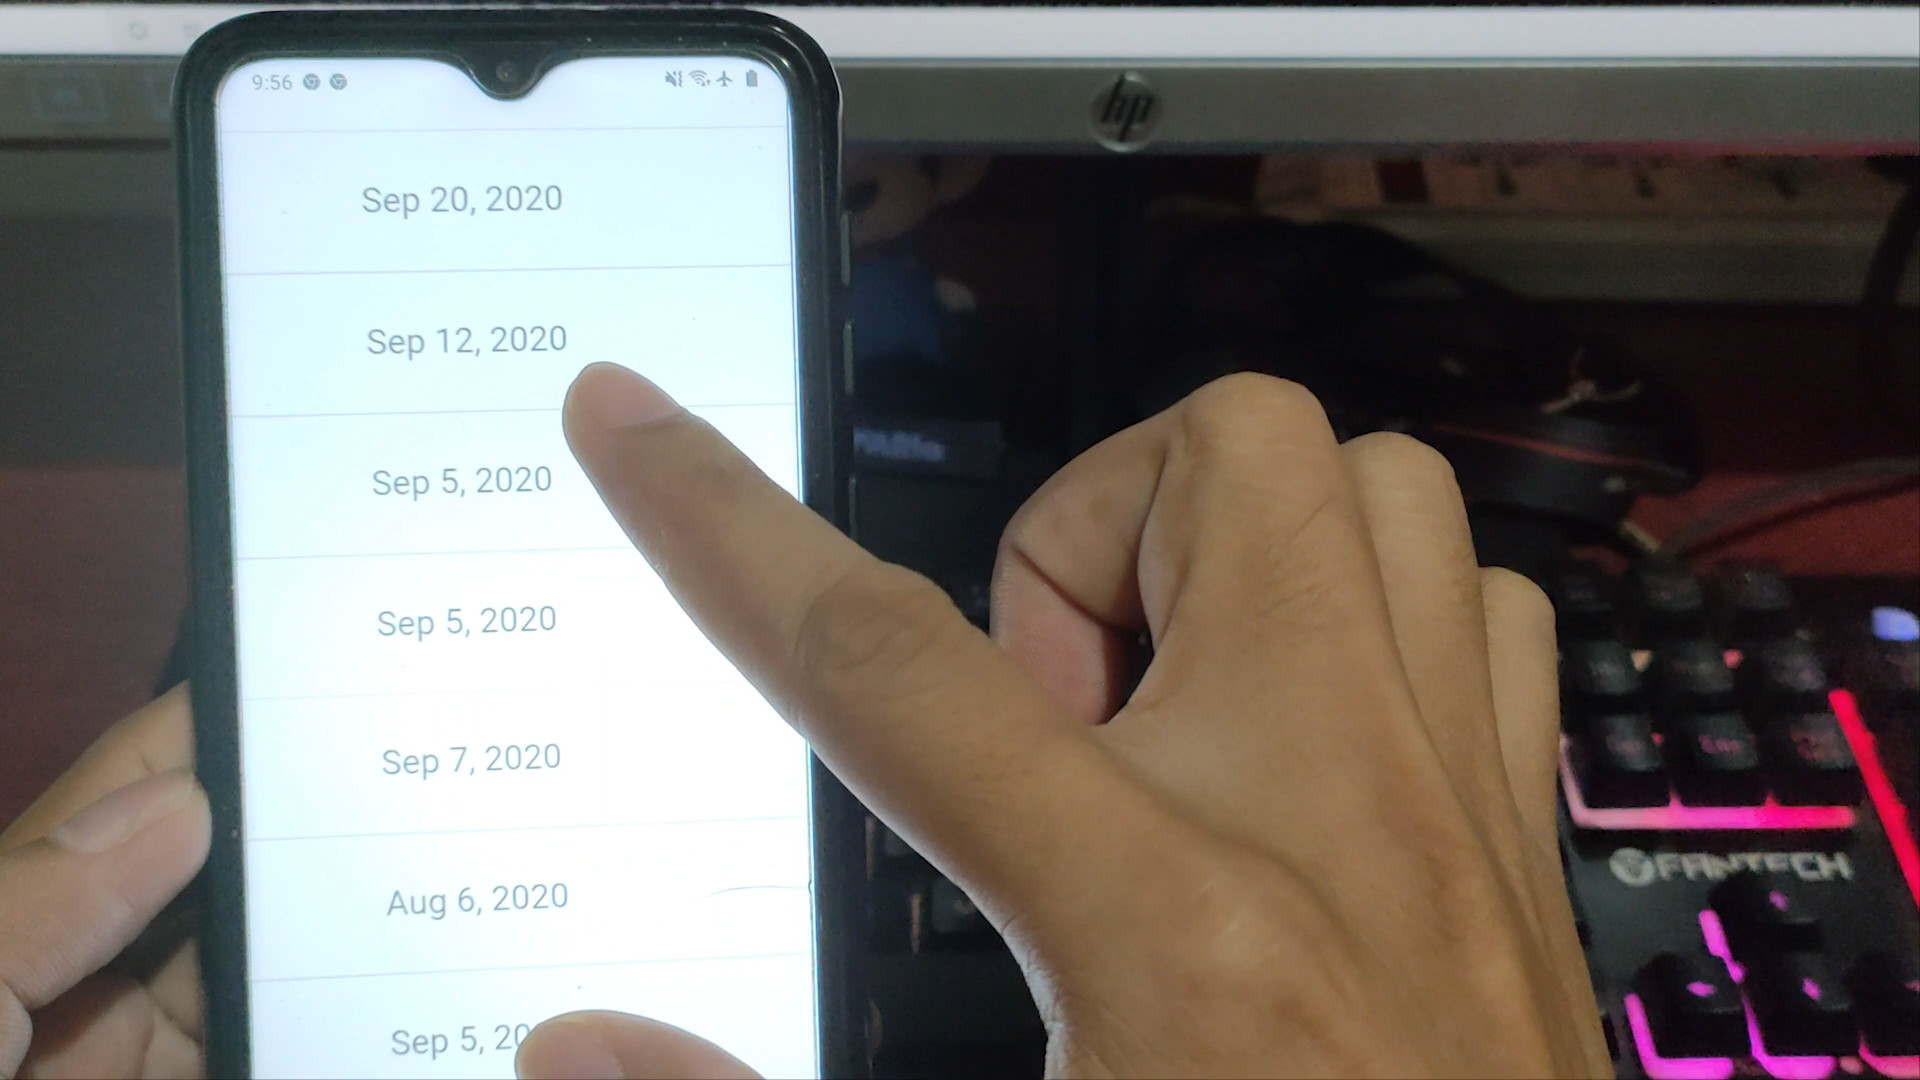 9:56
hp
Sep 20, 2020
Sep 12, 2020
Sep 5, 2020
Sep 5, 2020
Sep 7, 2020
Aug 6, 2020
Sep 5, 20
FANTECH